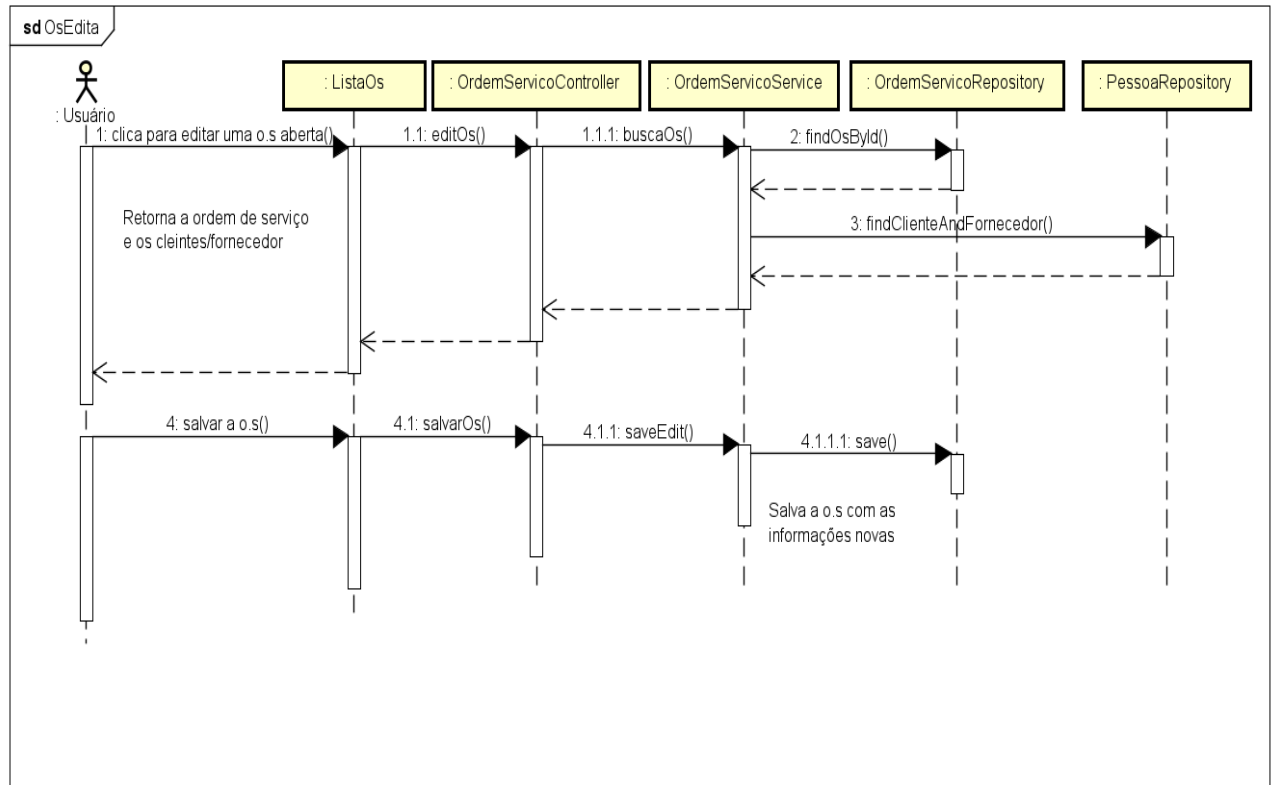 sd OsEdita
: Usuário
: ListaOs
: OrdemServicoController
: OrdemServicoService
: OrdemServicoRepository
: PessoaRepository
1: clica para editar uma o.s aberta()
1.1: editOs()
1.1.1: buscaOs()
2: findOsById()
Retorna a ordem de serviço
e os cleintes/fornecedor
3: findClienteAndFornecedor()
4: salvar a o.s()
4.1: salvarOs()
4.1.1: saveEdit()
4.1.1.1: save()
Salva a o.s com as
informações novas